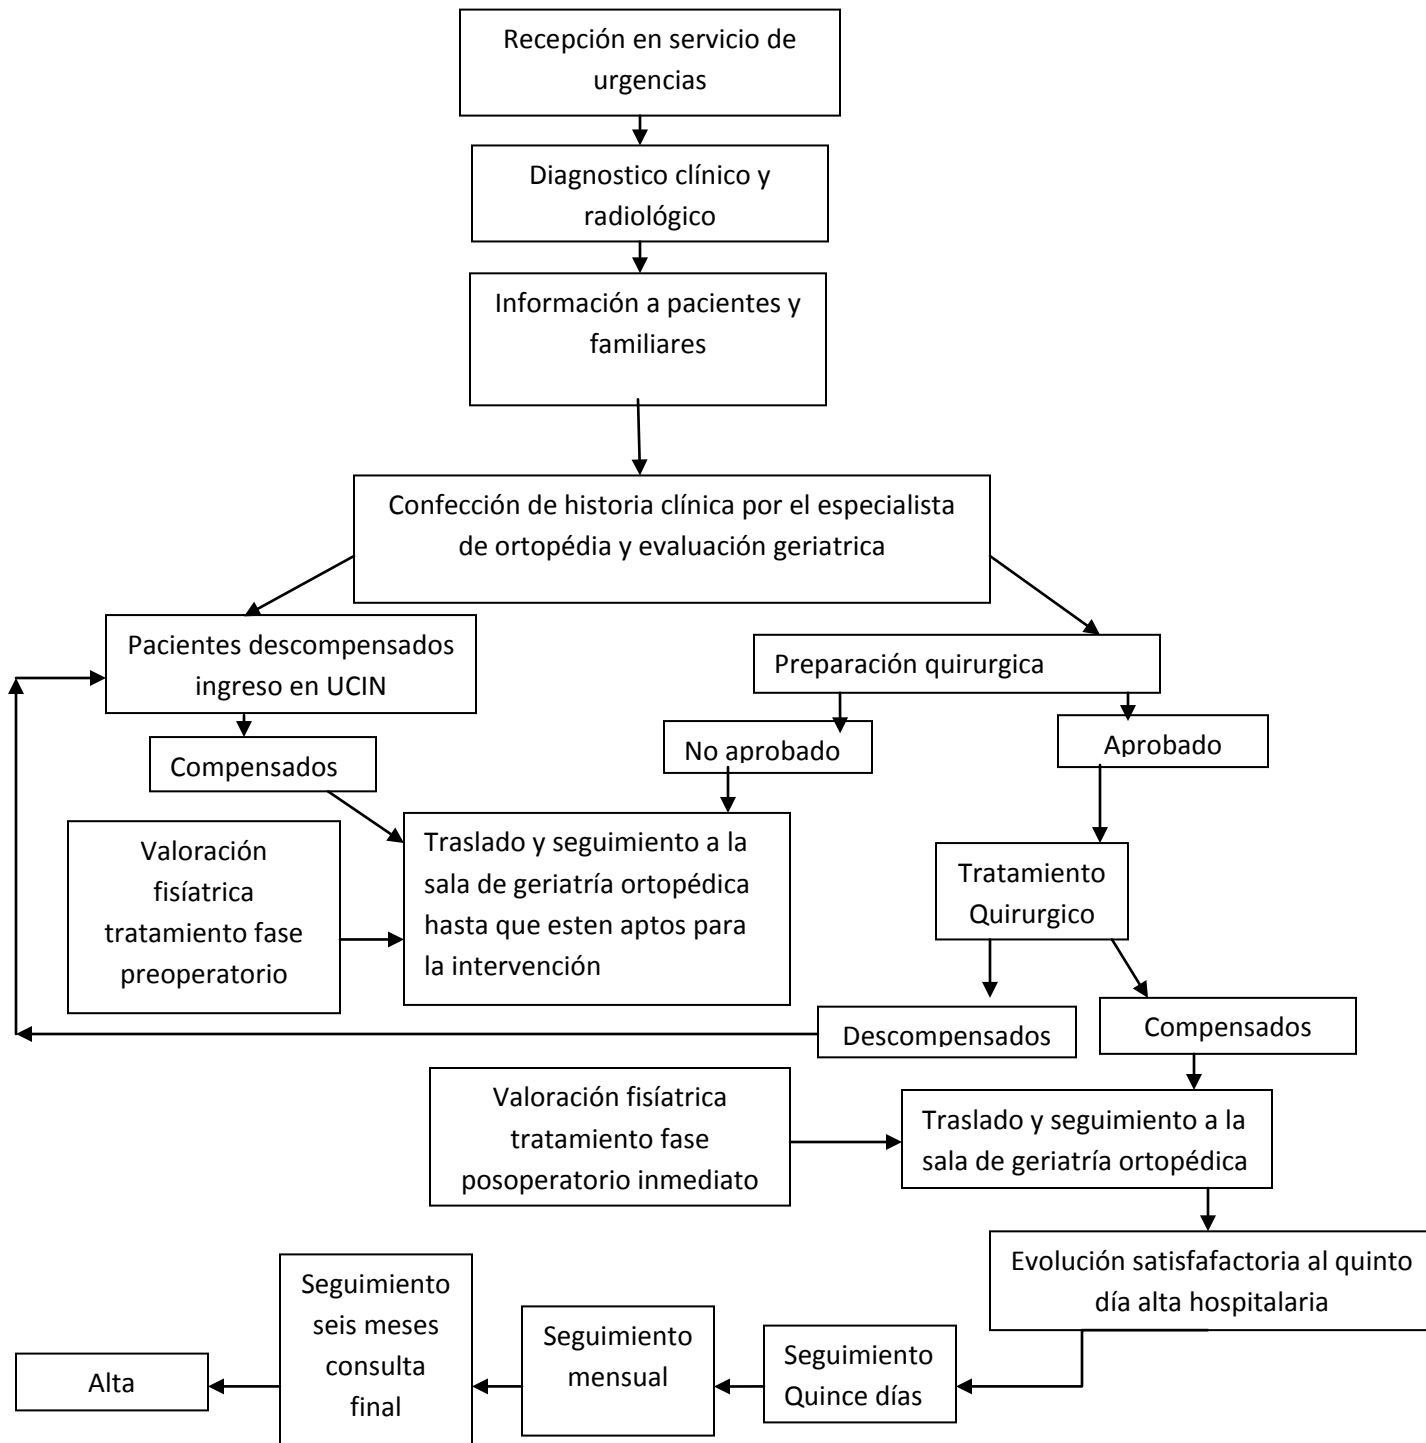 Recepción en servicio de
urgencias
Diagnostico clínico y
radiológico
Información a pacientes y
familiares
Confección de historia clínica por el especialista
de ortopédia y evaluación geriatrica
Pacientes descompensados
ingreso en UCIN
Preparación quirurgica
Compensados
No aprobado
Aprobado
Valoración
fisíatrica
tratamiento fase
preoperatorio
Traslado y seguimiento a la
sala de geriatría ortopédica
hasta que esten aptos para
la intervención
Tratamiento
Quirurgico
Descompensados
Compensados
Valoración fisíatrica
tratamiento fase
posoperatorio inmediato
Traslado y seguimiento a la
sala de geriatría ortopédica
Evolución satisfafactoria al quinto
día alta hospitalaria
Seguimiento
Quince días
Seguimiento
mensual
Seguimiento
seis meses
consulta
final
Alta